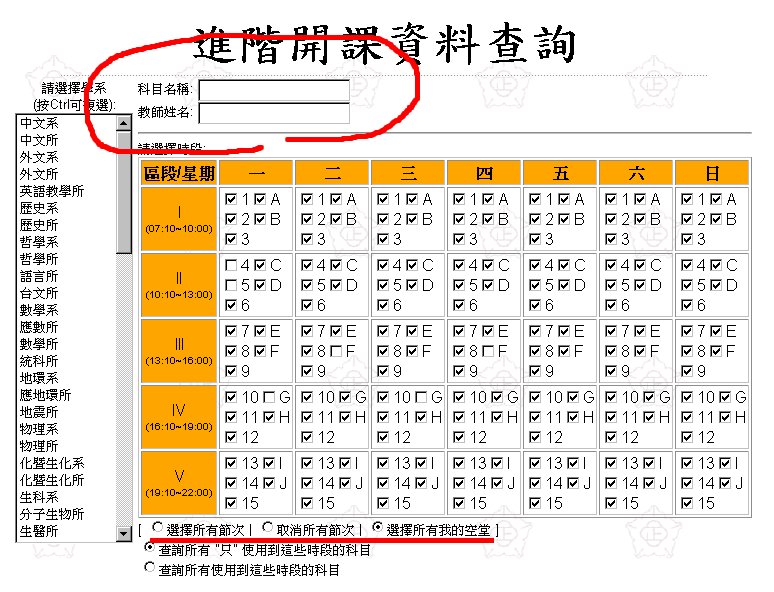 進階開課資料查詢
請選擇學系
(按Ctrl可複選):
中文系
中文所
外文系
外文所
英語教學所
歷史系
歷史所
哲學系
哲學所
語言所
台文所
數學系
應數所
數學所
統科所
地環系
應地環所
地震所
物理系
物理所
化暨生化系
化暨生化所
生科系
分子生物所
生醫所
科目名稱:
教師姓名:
請選擇時段:
區段/星期 一 二 三 四 五 六 日
I
(07:10~10:00)
1 A 1 A 1 A 1 A 1 A 1 A 1 A
2 B 2 B 2 B 2 B 2 B 2 B 2 B
3 3 3 3 3 3 3
II
(10:10~13:00)
4 C 4 C 4 C 4 C 4 C 4 C 4 C
5 D 5 D 5 D 5 D 5 D 5 D 5 D
6 6 6 6 6 6 6
III
(13:10~16:00)
7 E 7 E 7 E 7 E 7 E 7 E 7 E
8 F 8 F 8 F 8 F 8 F 8 F 8 F
9 9 9 9 9 9 9
IV
(16:10~19:00)
10 G 10 G 10 G 10 G 10 G 10 G 10 G
11 H 11 H 11 H 11 H 11 H 11 H 11 H
12 12 12 12 12 12 12
V
(19:10~22:00)
13 I 13 I 13 I 13 I 13 I 13 I 13 I
14 J 14 J 14 J 14 J 14 J 14 J 14 J
15 15 15 15 15 15 15
[ 選擇所有節次 | 取消所有節次 | 選擇所有我的空堂 ]
查詢所有 "只" 使用到這些時段的科目
查詢所有使用到這些時段的科目